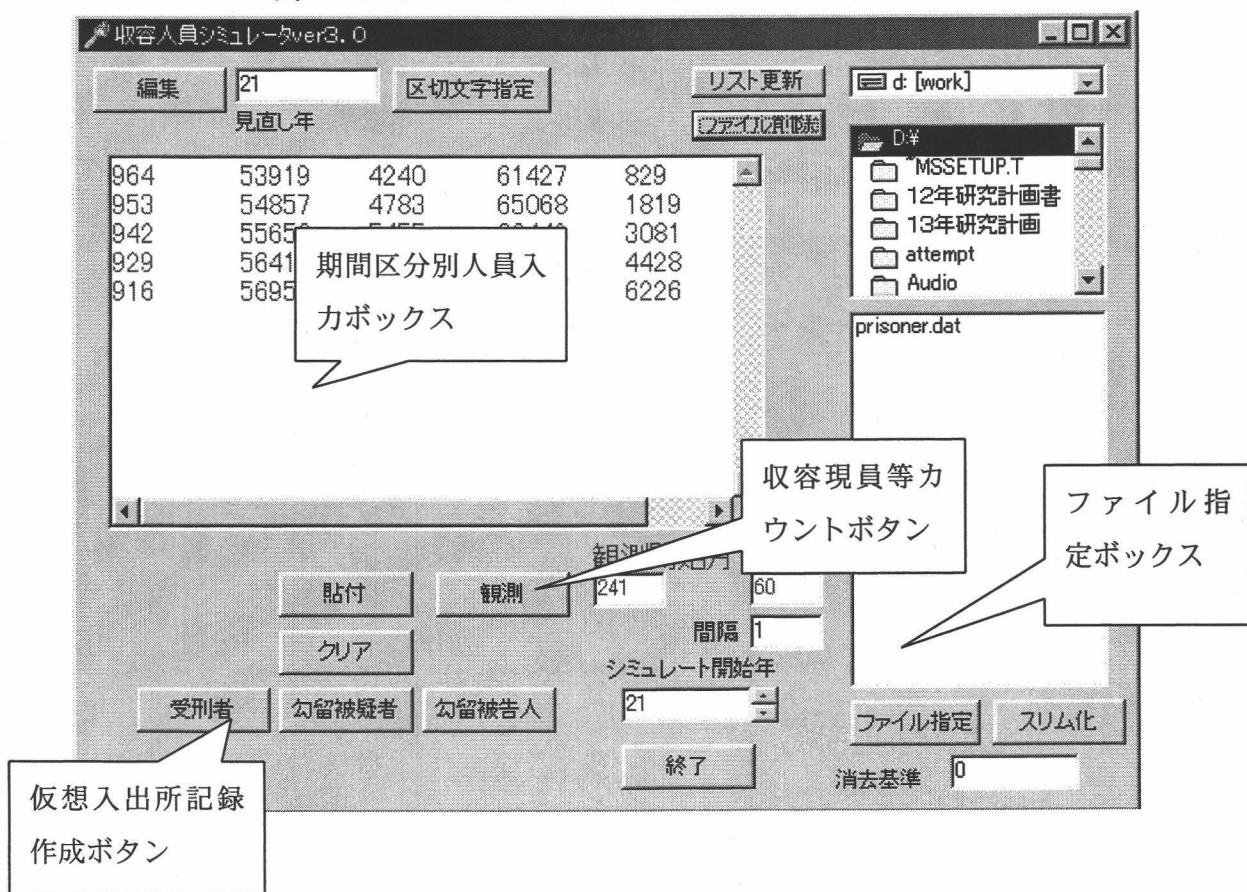 収容人員シミュレータver3.0
編集
21
区切文字指定
見直し年
リスト更新
d: [work]
D:¥
~MSSETUP.T
12年研究計画書
13年研究計画
attempt
Audio
964 53919 4240 61427 829
953 54857 4783 65068 1819
942 3081
929 4428
916 6226
期間区分別人員入
力ボックス
prisoner.dat
収容現員等カ
ウントボタン
ファイル指
定ボックス
貼付
観測
241
60
クリア
間隔 1
シミュレート開始年
21
受刑者
勾留被疑者
勾留被告人
ファイル指定
スリム化
終了
消去基準 0
仮想入出所記録
作成ボタン